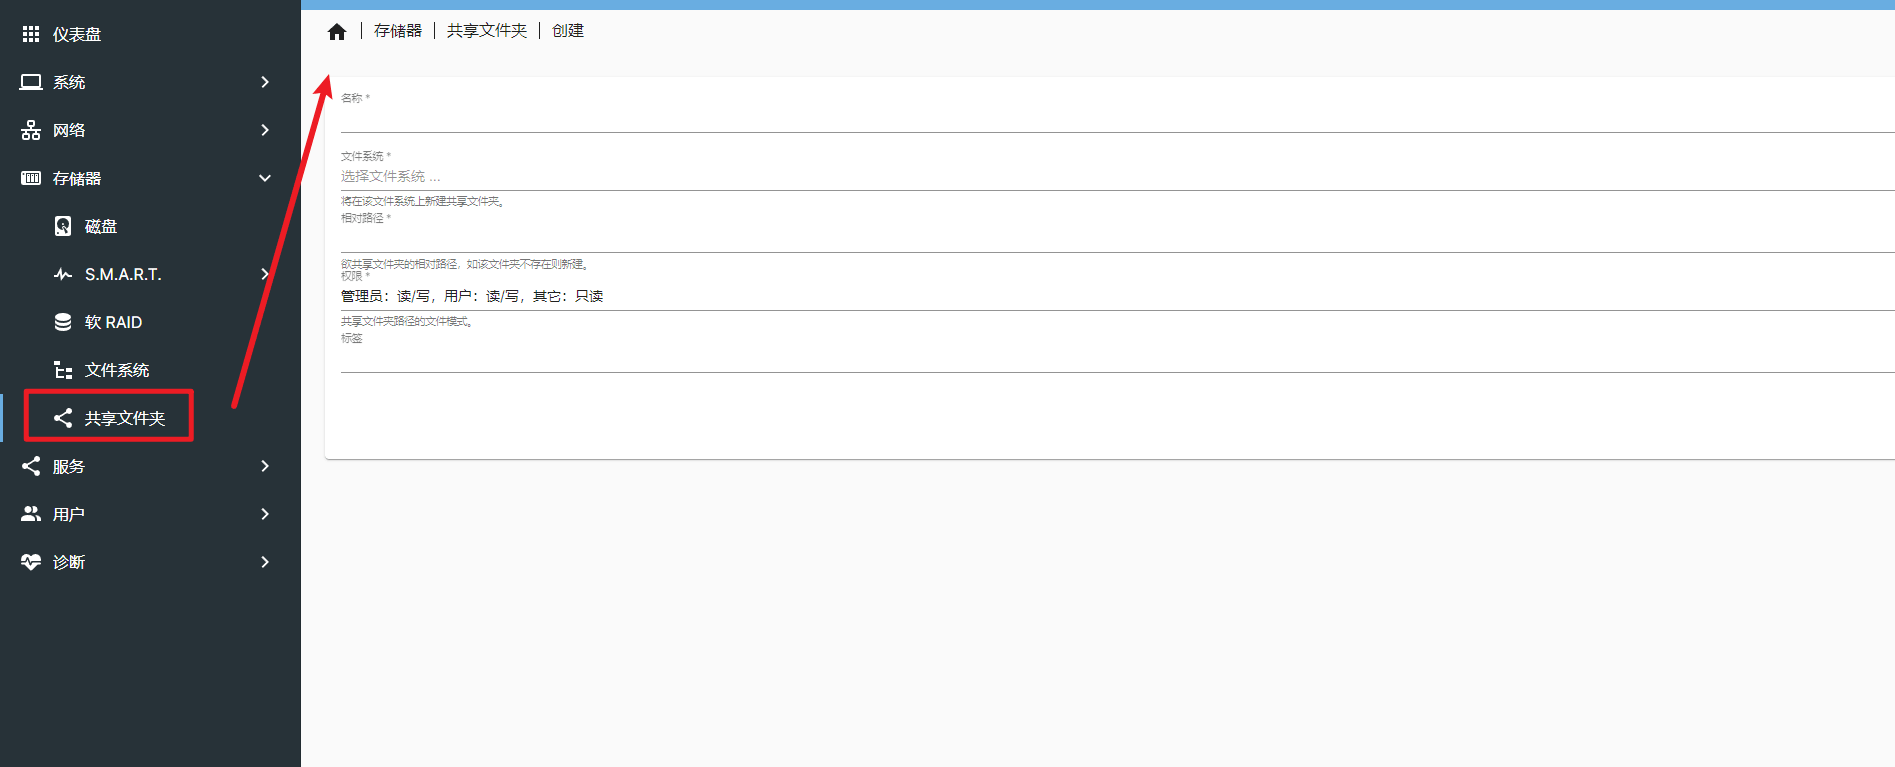 仪表盘
系统
网络
存储器
磁盘
S.M.A.R.T.
软 RAID
文件系统
共享文件夹
服务
用户
诊断
存储器 | 共享文件夹 | 创建
名称 *
文件系统 *
选择文件系统 ...
将在该文件系统上新建共享文件夹。
相对路径 *
欲共享文件夹的相对路径，如该文件夹不存在则新建。
权限 *
管理员：读/写，用户：读/写，其它：只读
共享文件夹路径的文件模式。
标签